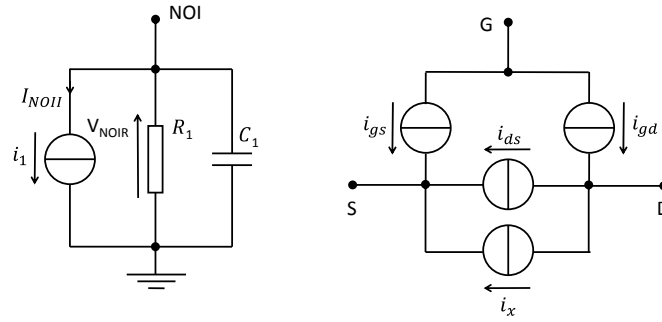 NOI
I_NOII
V_NOIR
R_1
C_1
i_1
G
i_gs
i_ds
i_gd
S
D
i_x